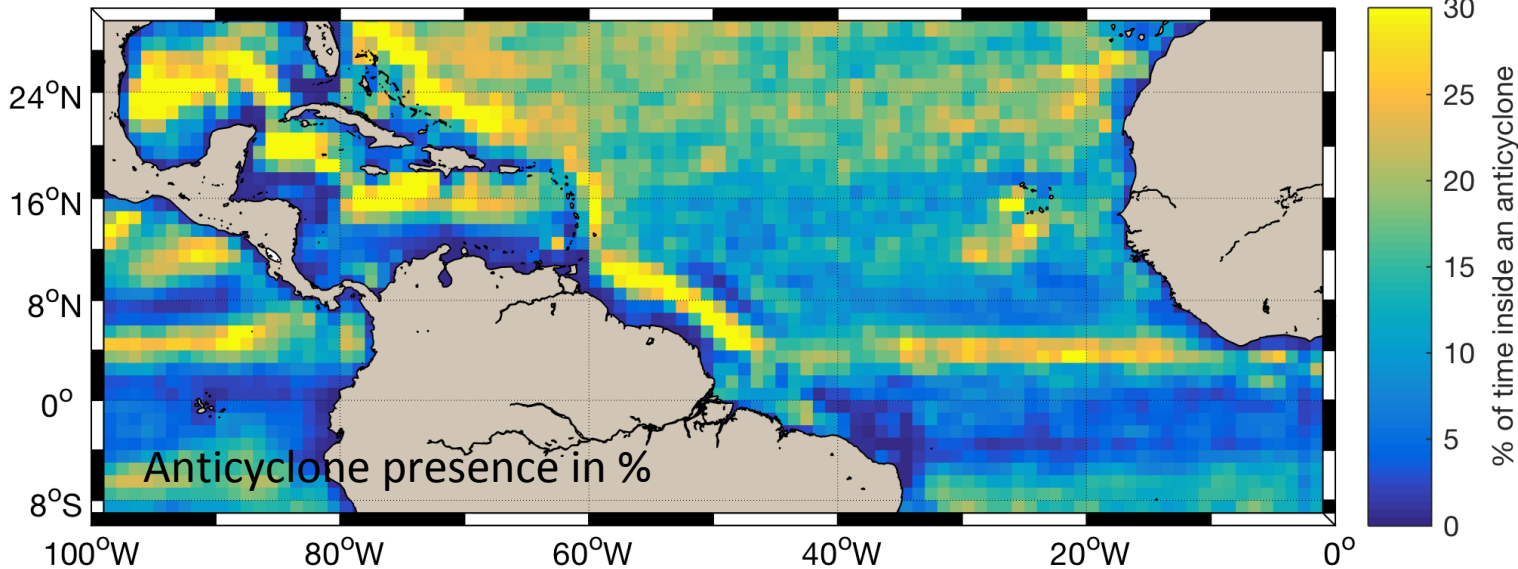 30
24°N
25
20
16°N
15
8°N
10
0°
5
Anticyclone presence in %
8°S
0
100°W 80°W 60°W 40°W 20°W 0°
% of time inside an anticyclone